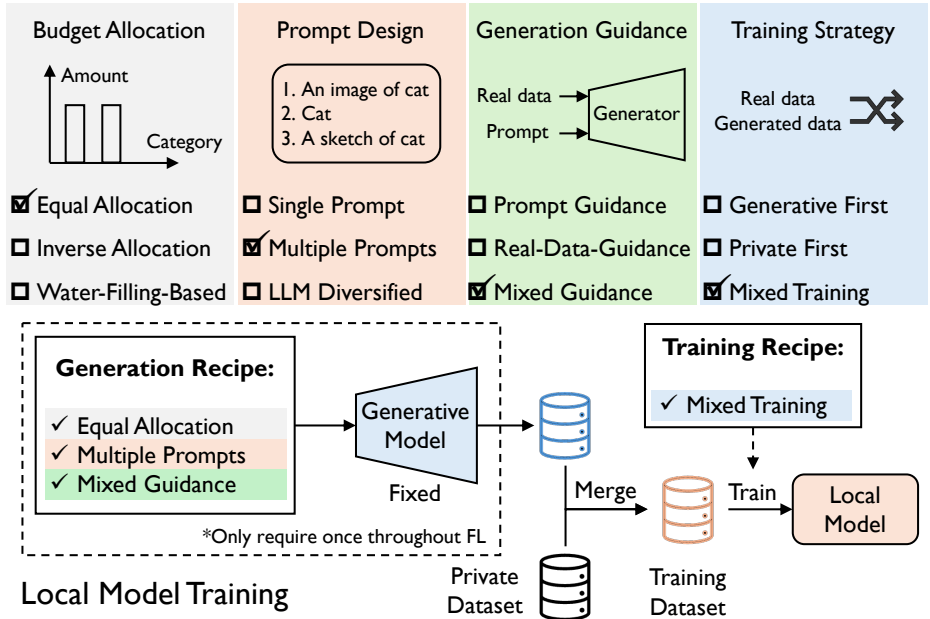 Budget Allocation
Amount
Category
Equal Allocation
Inverse Allocation
Water-Filling-Based
Prompt Design
1. An image of cat
2. Cat
3. A sketch of cat
Single Prompt
Multiple Prompts
LLM Diversified
Generation Guidance
Real data
Prompt
Generator
Prompt Guidance
Real-Data-Guidance
Mixed Guidance
Training Strategy
Real data
Generated data
Generative First
Private First
Mixed Training
Generation Recipe:
✓ Equal Allocation
✓ Multiple Prompts
✓ Mixed Guidance
Generative
Model
Fixed
*Only require once throughout FL
Training Recipe:
✓ Mixed Training
Merge
Train
Local
Model
Private
Dataset
Training
Dataset
Local Model Training